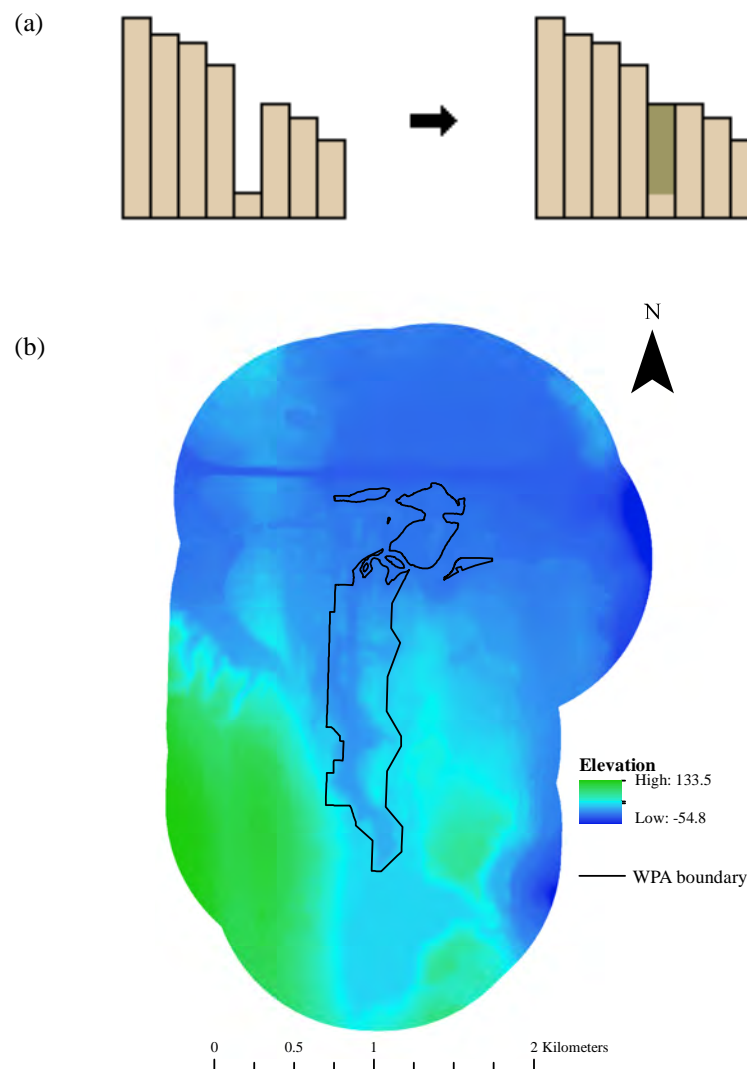 (a)
(b)
N
Elevation
High: 133.5
Low: -54.8
WPA boundary
0 0.5 1 2 Kilometers